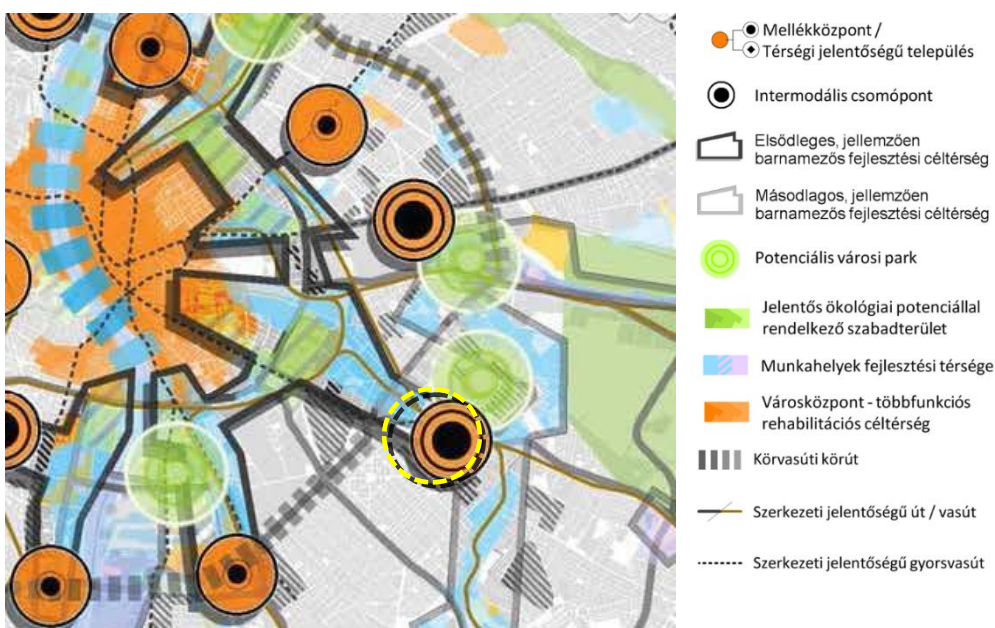 Mellékközpont /
Térségi jelentőségű település
Intermodális csomópont
Elsődleges, jellemzően
barnamezős fejlesztési céltérség
Másodlagos, jellemzően
barnamezős fejlesztési céltérség
Potenciális városi park
Jelentős ökológiai potenciállal
rendelkező szabadterület
Munkahelyek fejlesztési térsége
Városközpont - többfunkciós
rehabilitációs céltérség
Körvasúti körút
Szerkezeti jelentőségű út / vasút
Szerkezeti jelentőségű gyorsvasút